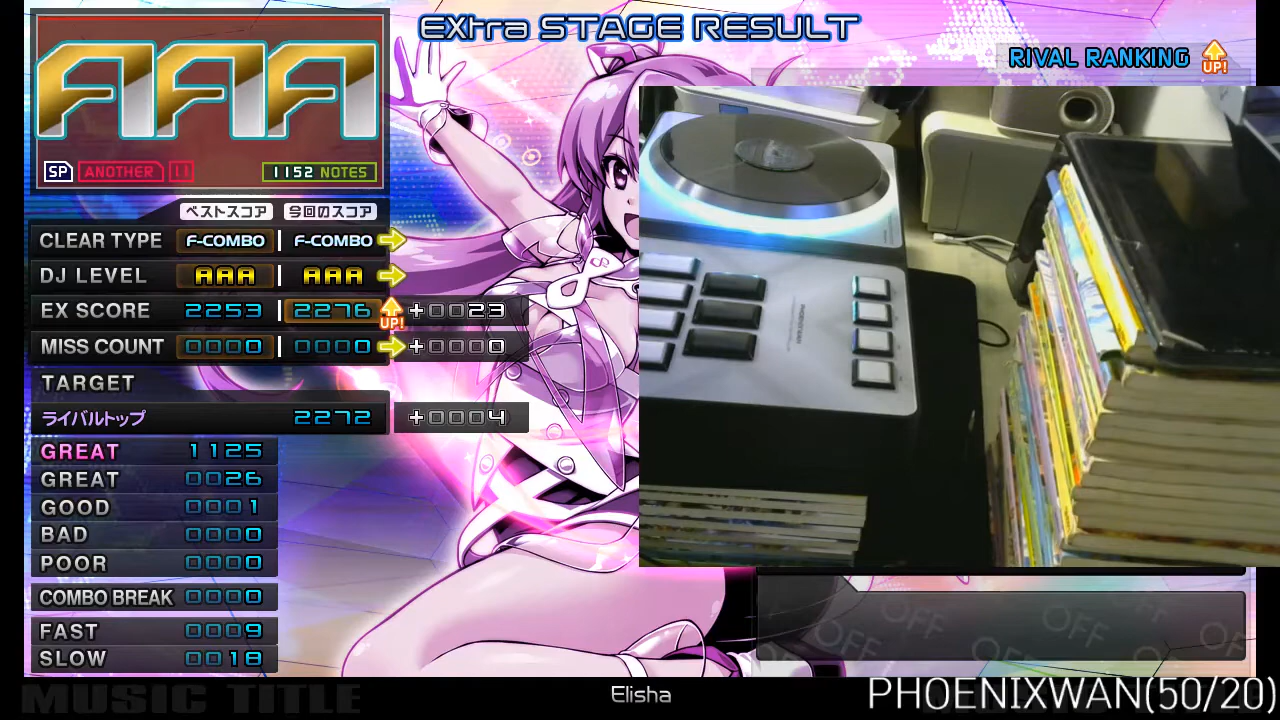 EXtra STAGE RESULT
RIVAL RANKING UP!
AAA
SP ANOTHER 11 1152 NOTES
ベストスコア 今回のスコア
CLEAR TYPE F-COMBO F-COMBO
DJ LEVEL AAA AAA
EX SCORE 2253 2276 UP! +0023
MISS COUNT 0000 0000 +0000
TARGET
ライバルトップ 2272 +0004
GREAT 1125
GREAT 0026
GOOD 0001
BAD 0000
POOR 0000
COMBO BREAK 0000
FAST 0009
SLOW 0018
OFF OFF OFF OFF
MUSIC TITLE
Elisha
PHOENIXWAN(50/20)